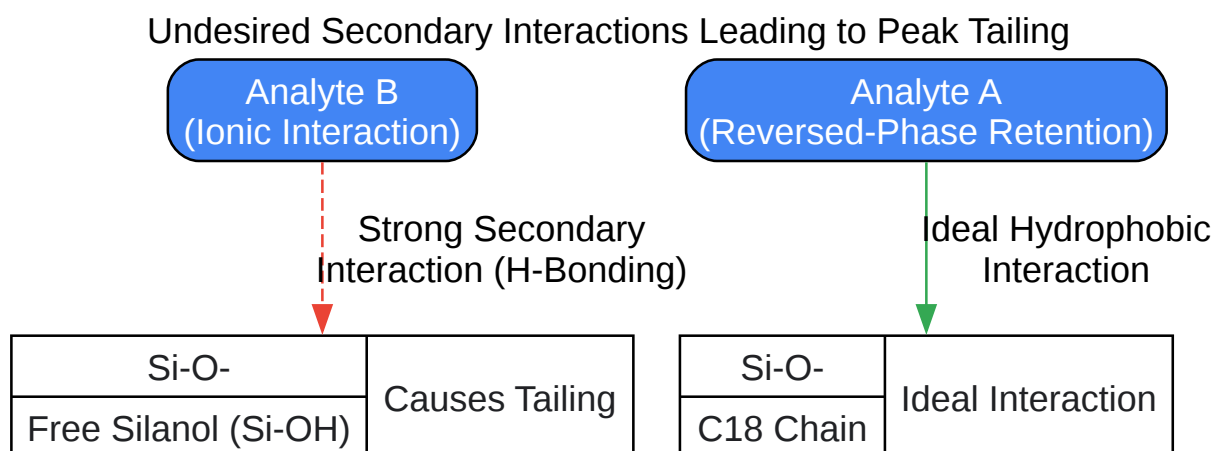 Undesired Secondary Interactions Leading to Peak Tailing
Analyte B
(Ionic Interaction)
Analyte A
(Reversed-Phase Retention)
Strong Secondary
Interaction (H-Bonding)
Ideal Hydrophobic
Interaction
Si-O-
Free Silanol (Si-OH)
Causes Tailing
Si-O-
C18 Chain
Ideal Interaction